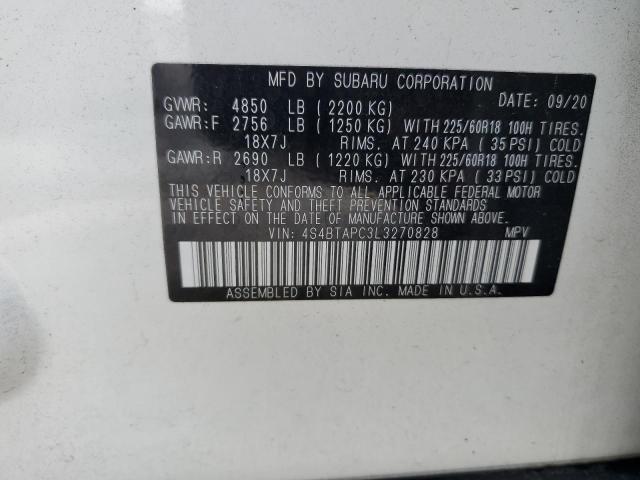 MFD BY SUBARU CORPORATION
GVWR: 4850 LB (2200 KG) DATE: 09/20
GAWR:F 2756 LB (1250 KG) WITH 225/60R18 100H TIRES.
18X7J RIMS. AT 240 KPA (35 PSI) COLD
GAWR:R 2690 LB (1220 KG) WITH 225/60R18 100H TIRES.
18X7J RIMS. AT 230 KPA (33 PSI) COLD
THIS VEHICLE CONFORMS TO ALL APPLICABLE FEDERAL MOTOR
VEHICLE SAFETY AND THEFT PREVENTION STANDARDS
IN EFFECT ON THE DATE OF MANUFACTURE SHOWN ABOVE.
VIN: 4S4BTAPC3L3270828 MPV
ASSEMBLED BY SIA INC. MADE IN U.S.A.